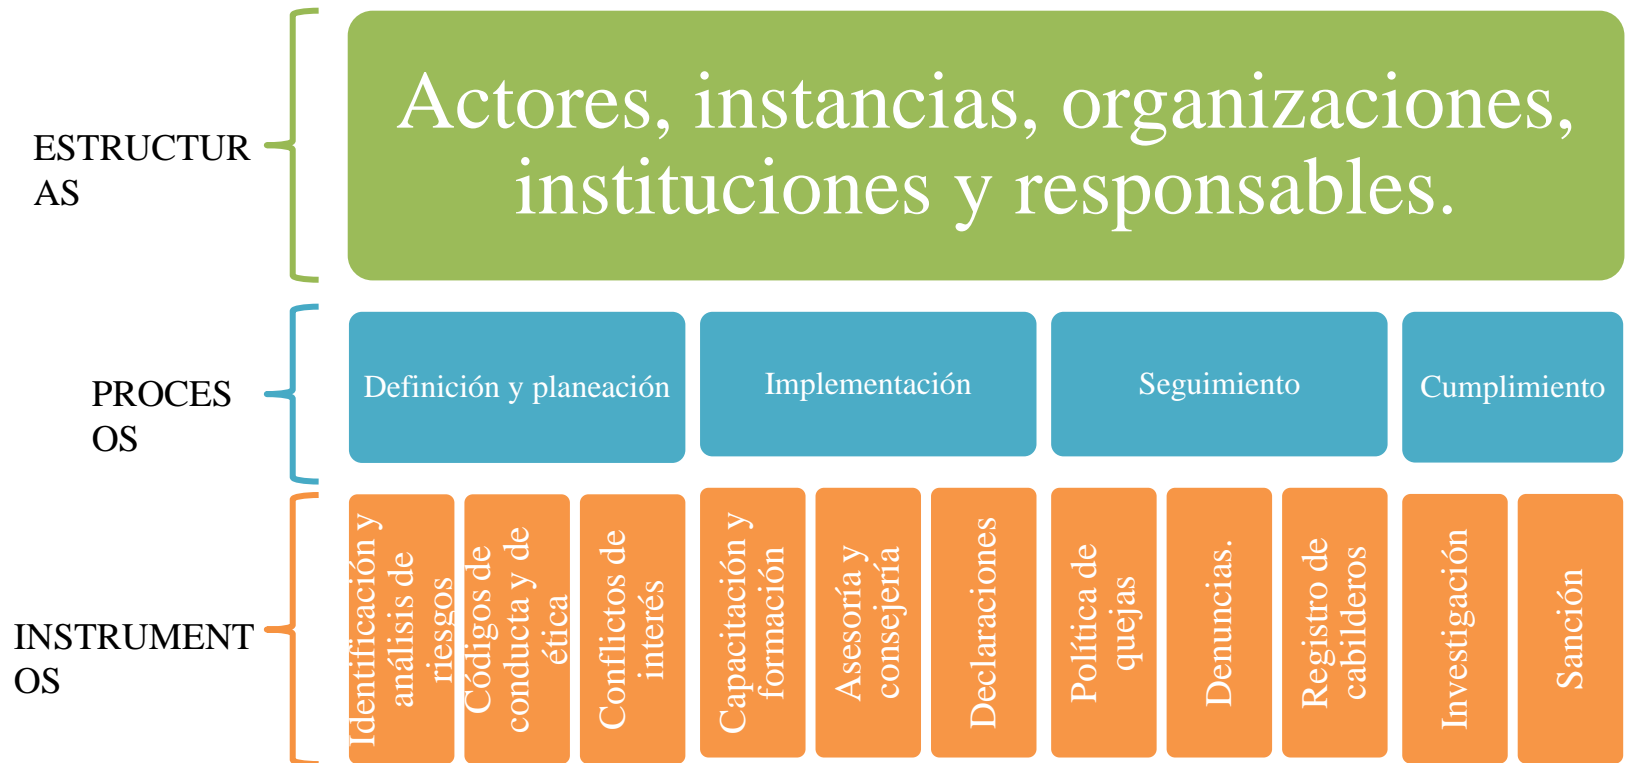 Actores, instancias, organizaciones,
instituciones y responsables.
ESTRUCTUR
AS
Definición y planeación
Implementación
Seguimiento
Cumplimiento
PROCES
OS
Identificación y
análisis de
riesgos
Códigos de
conducta y de
ética
Conflictos de
interés
Capacitación y
formación
Asesoría y
consejería
Declaraciones
Política de
quejas
Denuncias.
Registro de
cabilderos
Investigación
Sanción
INSTRUMENT
OS